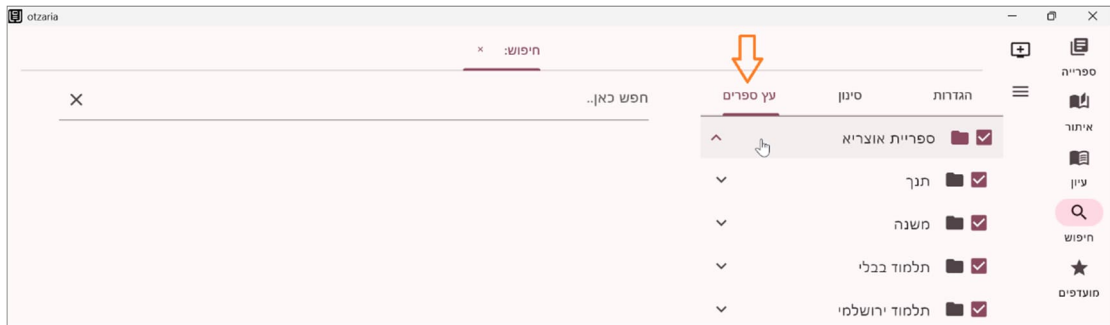 otzaria
ספרייה
איתור
עיון
חיפוש
מועדפים
חיפוש:
הגדרות
סינון
עץ ספרים
חפש כאן..
ספריית אוצריא
תנך
משנה
תלמוד בבלי
תלמוד ירושלמי